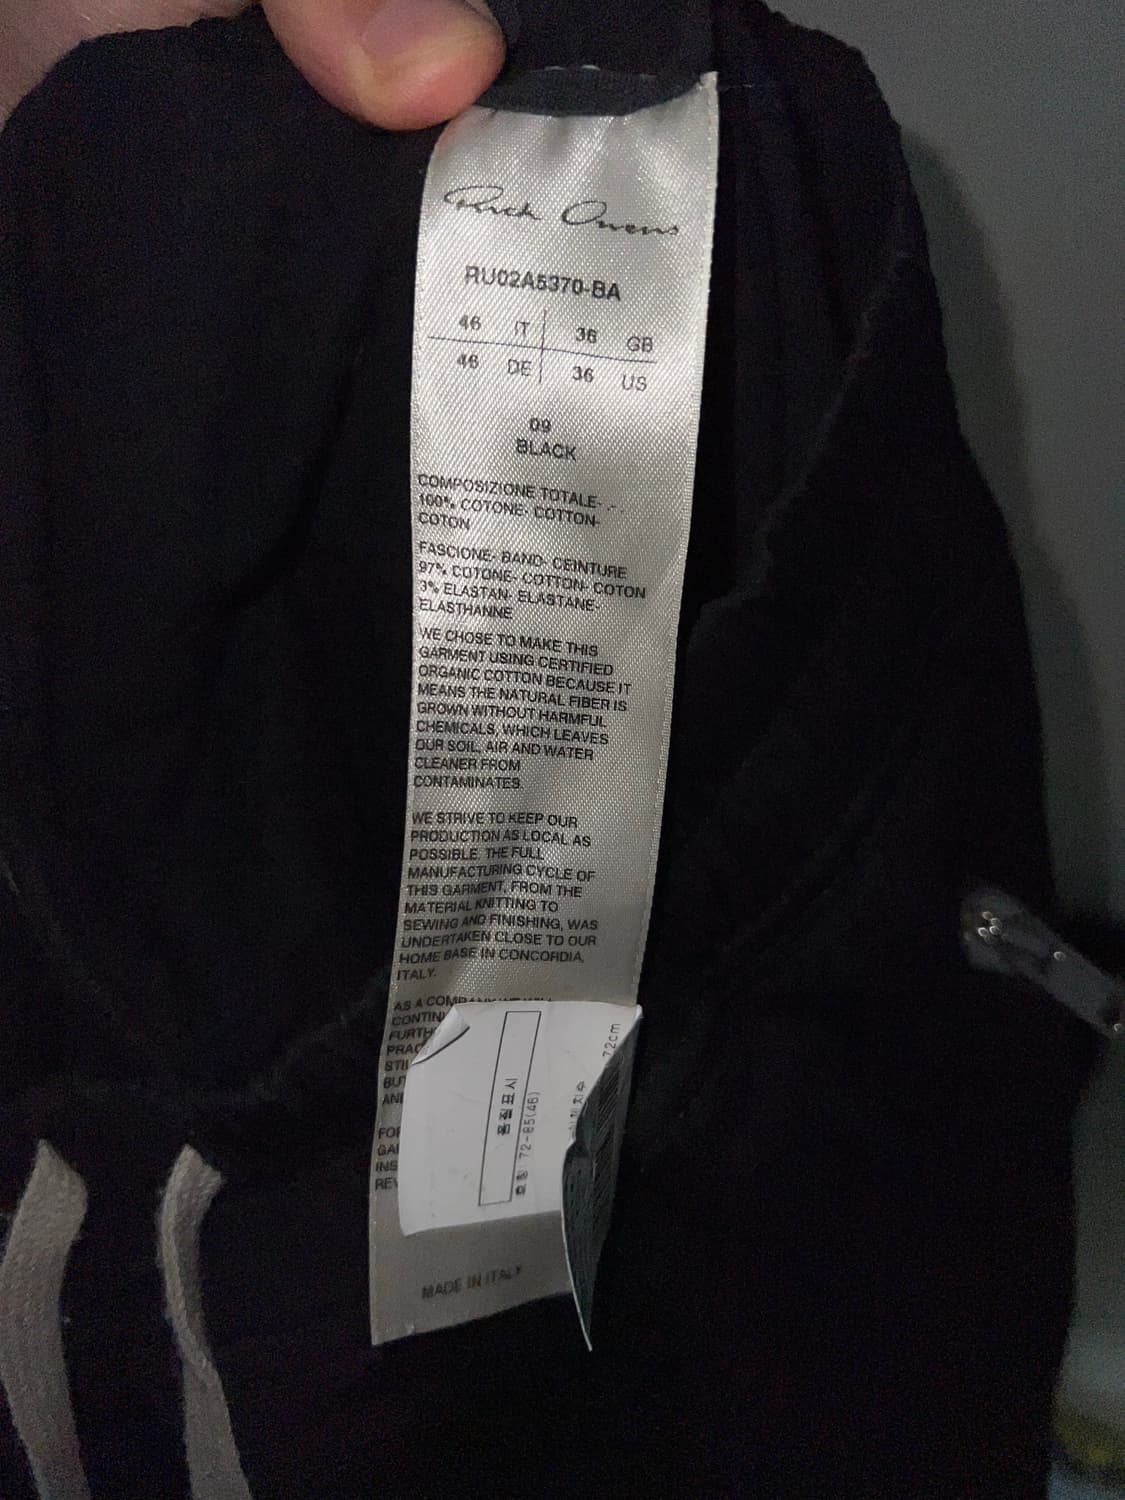 Rick Owens
RU02A5370-BA
46 IT 36 GB
46 DE 36 US
09
BLACK
COMPOSIZIONE TOTALE- - -
100% COTONE- COTTON-
COTON
FASCIONE- BAND- CEINTURE
97% COTONE- COTTON- COTON
3% ELASTAN- ELASTANE-
ELASTHANNE
WE CHOSE TO MAKE THIS
GARMENT USING CERTIFIED
ORGANIC COTTON BECAUSE IT
MEANS THE NATURAL FIBER IS
GROWN WITHOUT HARMFUL
CHEMICALS, WHICH LEAVES
OUR SOIL, AIR AND WATER
CLEANER FROM
CONTAMINATES.
WE STRIVE TO KEEP OUR
PRODUCTION AS LOCAL AS
POSSIBLE. THE FULL
MANUFACTURING CYCLE OF
THIS GARMENT, FROM THE
MATERIAL KNITTING TO
SEWING AND FINISHING, WAS
UNDERTAKEN CLOSE TO OUR
HOME BASE IN CONCORDIA,
ITALY.
AS A
72cm
72-85(46)
MADE IN ITALY